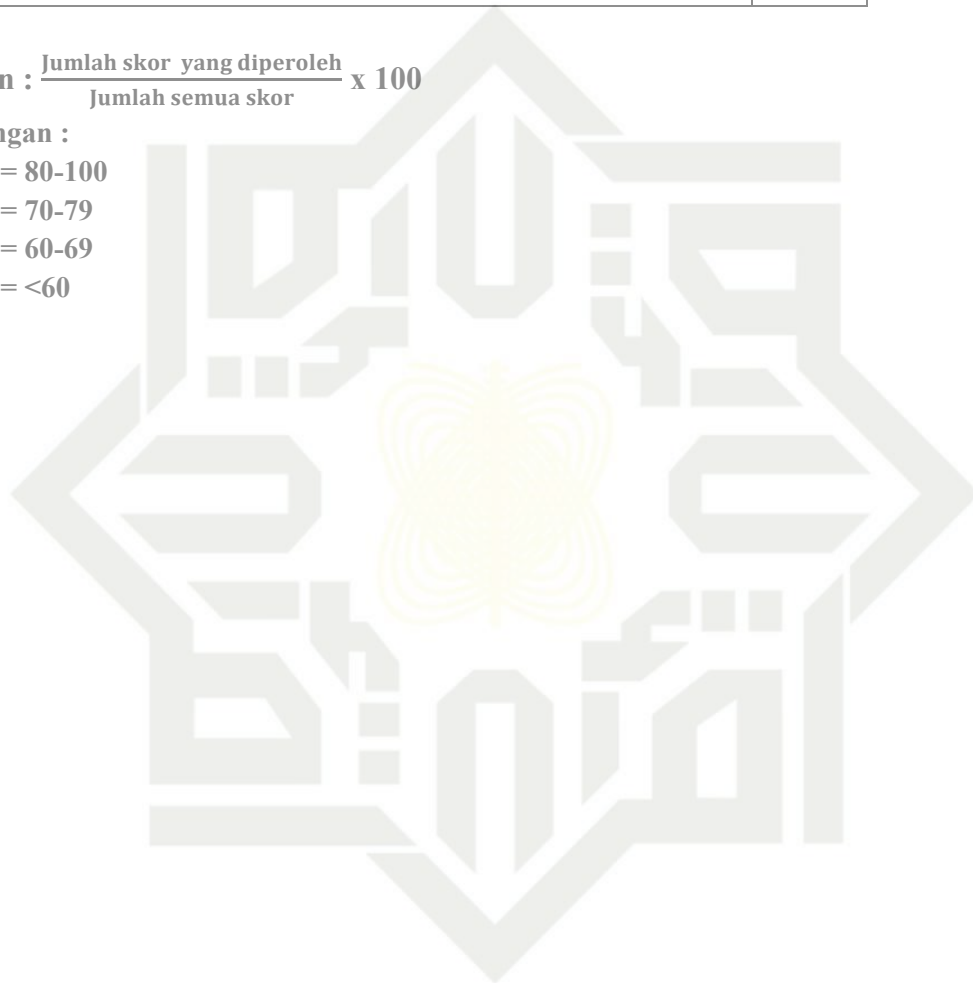 n : Jumlah skor yang diperoleh / Jumlah semua skor x 100
ngan :
= 80-100
= 70-79
= 60-69
= <60